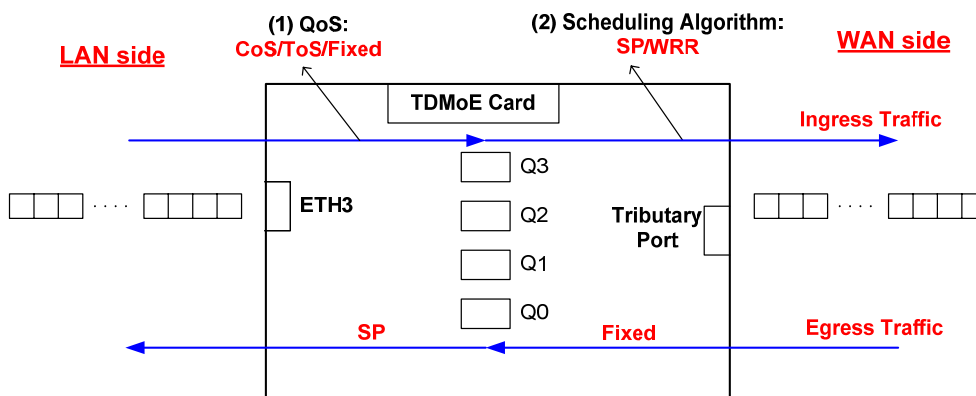 (1) QoS:
CoS/ToS/Fixed
(2) Scheduling Algorithm:
SP/WRR
LAN side
WAN side
TDMoE Card
Ingress Traffic
Q3
ETH3
Q2
Tributary
Port
Q1
Q0
SP
Fixed
Egress Traffic